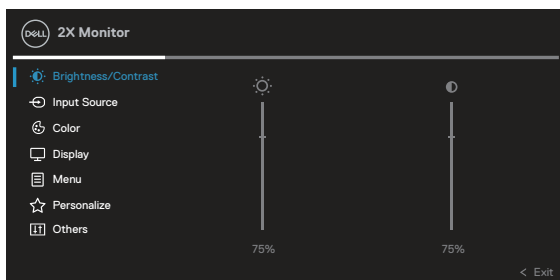 DELL 2X Monitor
Brightness/Contrast
Input Source
Color
Display
Menu
Personalize
Others
75% 75%
< Exit